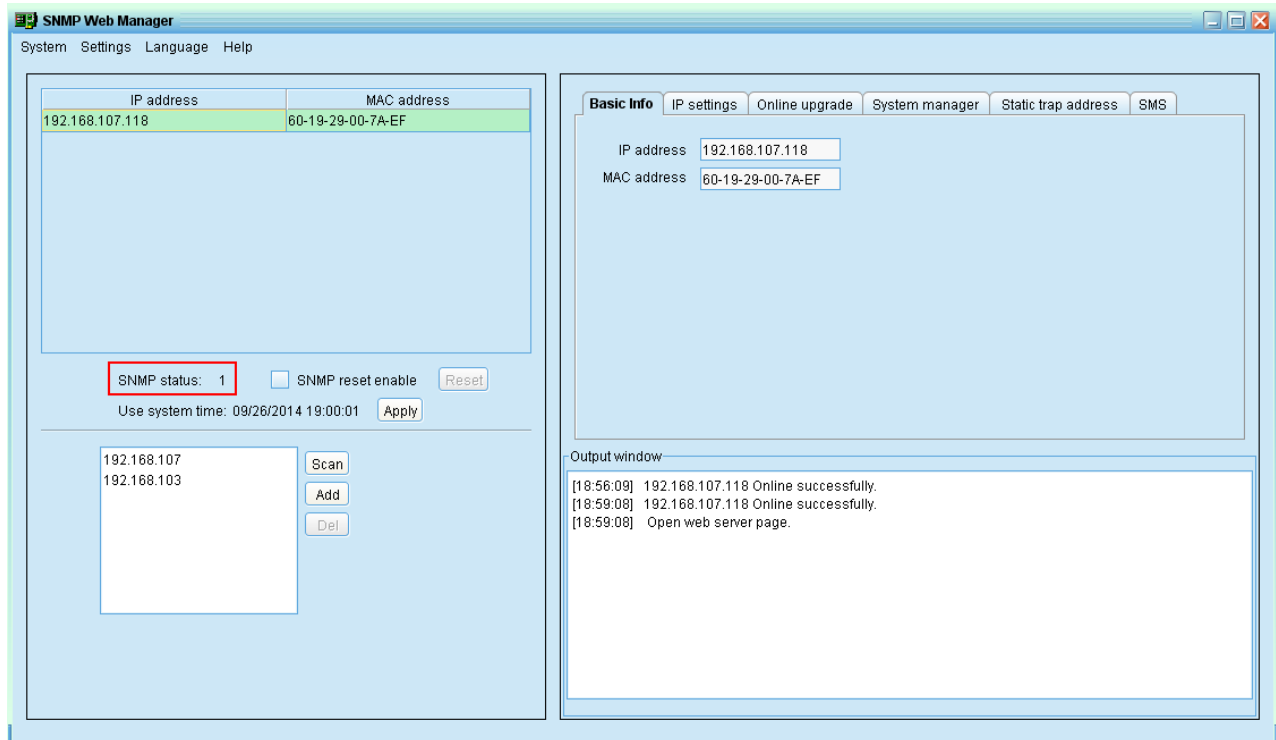 SNMP Web Manager
System Settings Language Help
IP address MAC address
192.168.107.118 60-19-29-00-7A-EF
SNMP status: 1 SNMP reset enable Reset
Use system time: 09/26/2014 19:00:01 Apply
192.168.107
192.168.103
Scan
Add
Del
Basic Info IP settings Online upgrade System manager Static trap address SMS
IP address 192.168.107.118
MAC address 60-19-29-00-7A-EF
Output window
[18:56:09] 192.168.107.118 Online successfully.
[18:59:08] 192.168.107.118 Online successfully.
[18:59:08] Open web server page.